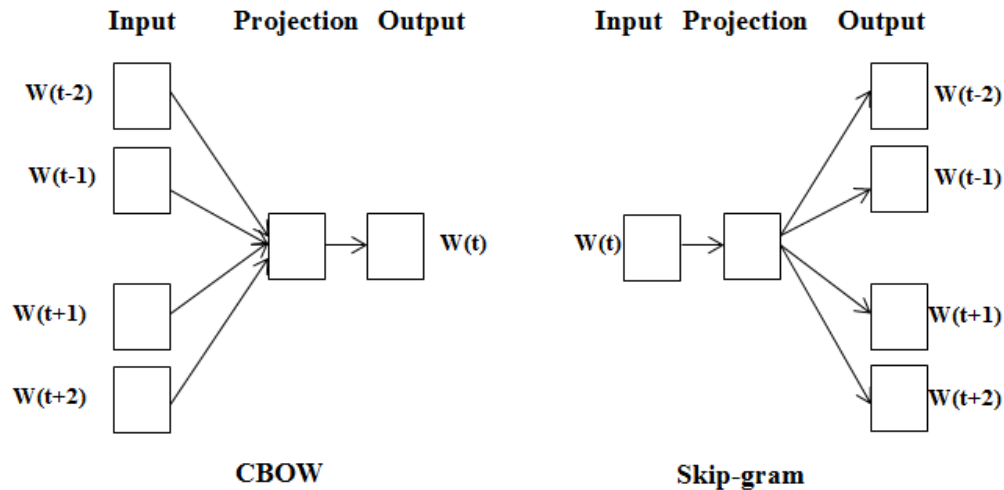 Input Projection Output
W(t-2)
W(t-1)
W(t)
W(t+1)
W(t+2)
CBOW
Input Projection Output
W(t-2)
W(t-1)
W(t)
W(t+1)
W(t+2)
Skip-gram